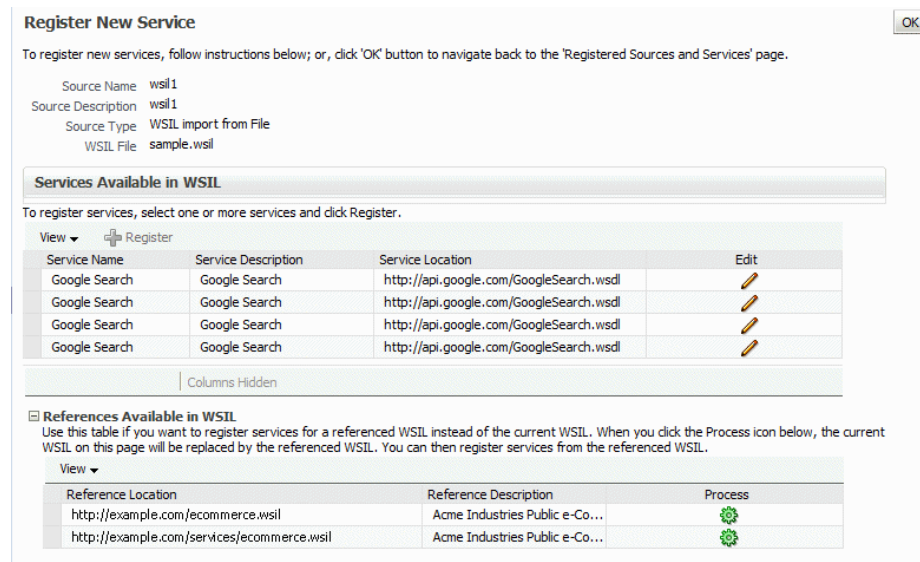 Register New Service
OK
To register new services, follow instructions below; or, click 'OK' button to navigate back to the 'Registered Sources and Services' page.
Source Name wsil1
Source Description wsil1
Source Type WSIL import from File
WSIL File sample.wsil
Services Available in WSIL
To register services, select one or more services and click Register.
View Register
Service Name Service Description Service Location Edit
Google Search Google Search http://api.google.com/GoogleSearch.wsdl
Google Search Google Search http://api.google.com/GoogleSearch.wsdl
Google Search Google Search http://api.google.com/GoogleSearch.wsdl
Google Search Google Search http://api.google.com/GoogleSearch.wsdl
Columns Hidden
References Available in WSIL
Use this table if you want to register services for a referenced WSIL instead of the current WSIL. When you click the Process icon below, the current
WSIL on this page will be replaced by the referenced WSIL. You can then register services from the referenced WSIL.
View
Reference Location Reference Description Process
http://example.com/ecommerce.wsil Acme Industries Public e-Co...
http://example.com/services/ecommerce.wsil Acme Industries Public e-Co...